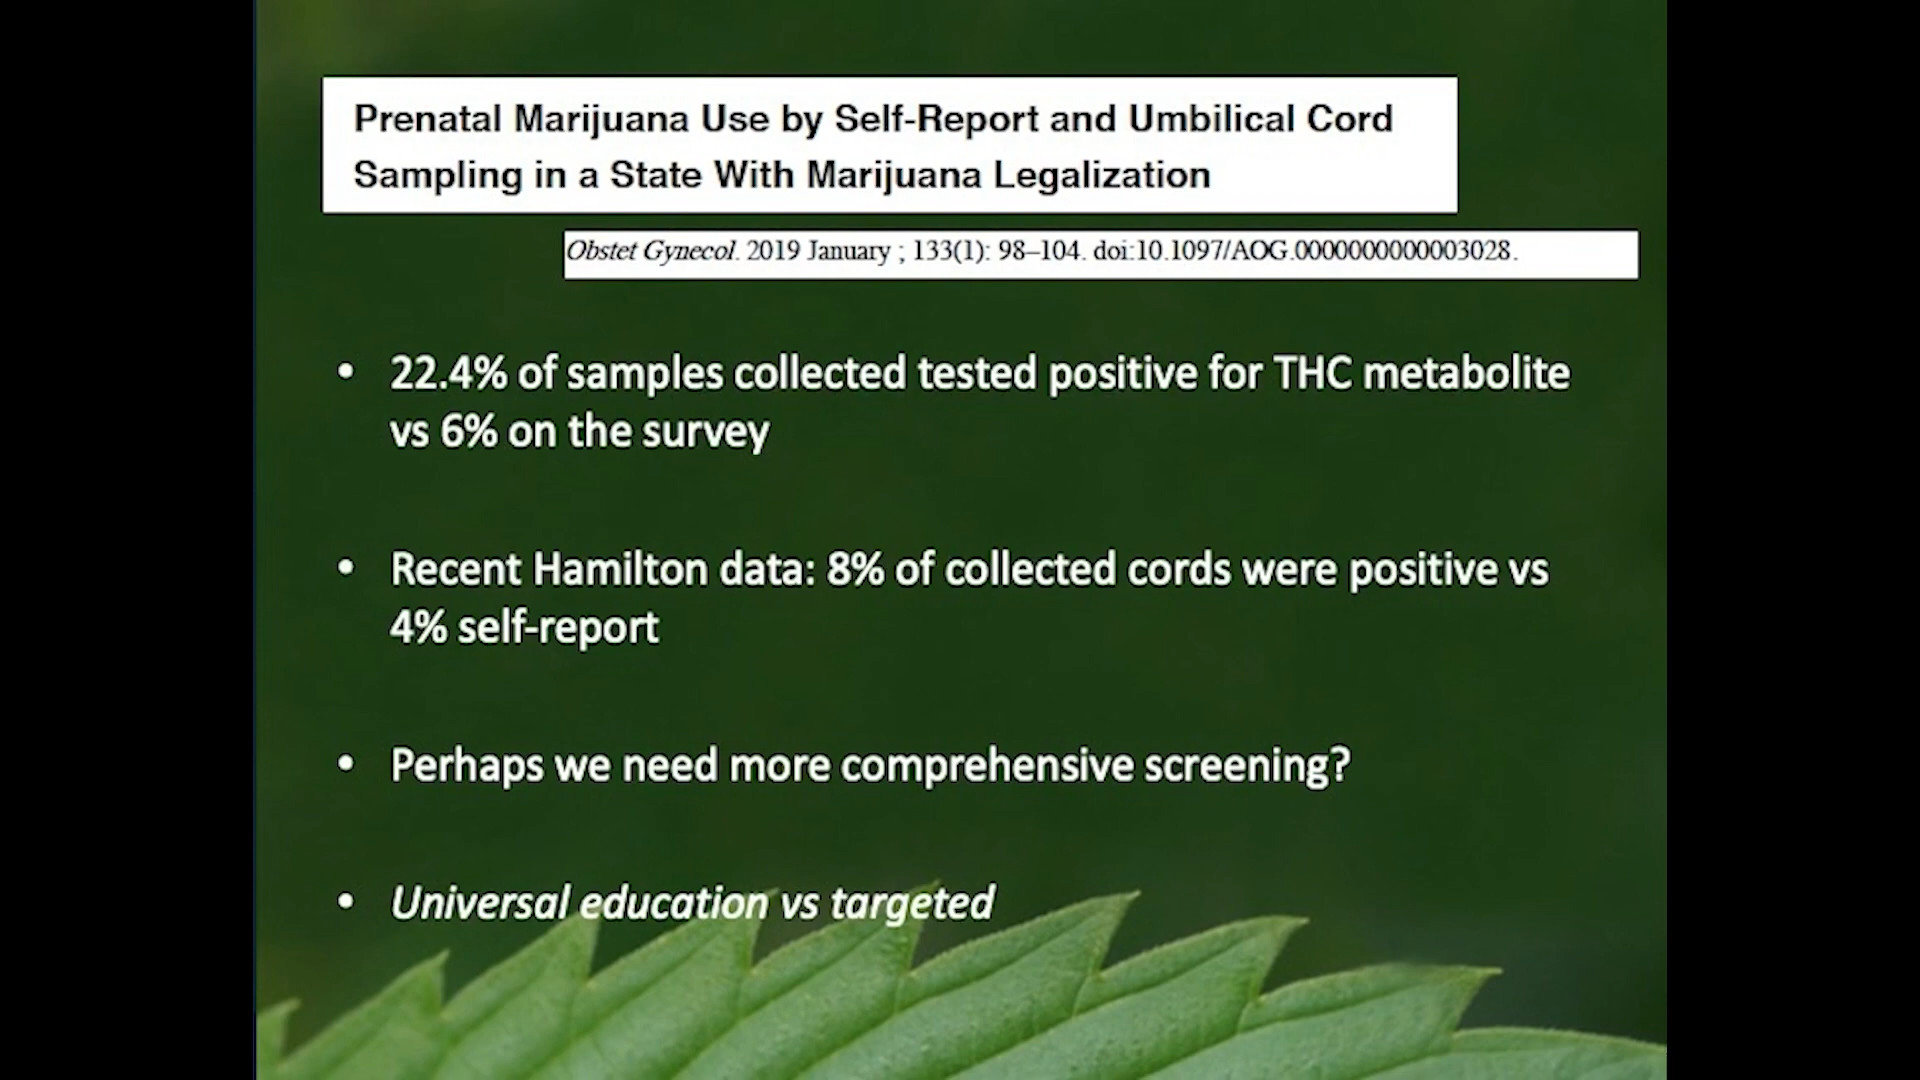 Prenatal Marijuana Use by Self-Report and Umbilical Cord
Sampling in a State With Marijuana Legalization
Obstet Gynecol. 2019 January ; 133(1): 98–104. doi:10.1097/AOG.0000000000003028.
• 22.4% of samples collected tested positive for THC metabolite
vs 6% on the survey
• Recent Hamilton data: 8% of collected cords were positive vs
4% self-report
• Perhaps we need more comprehensive screening?
• Universal education vs targeted